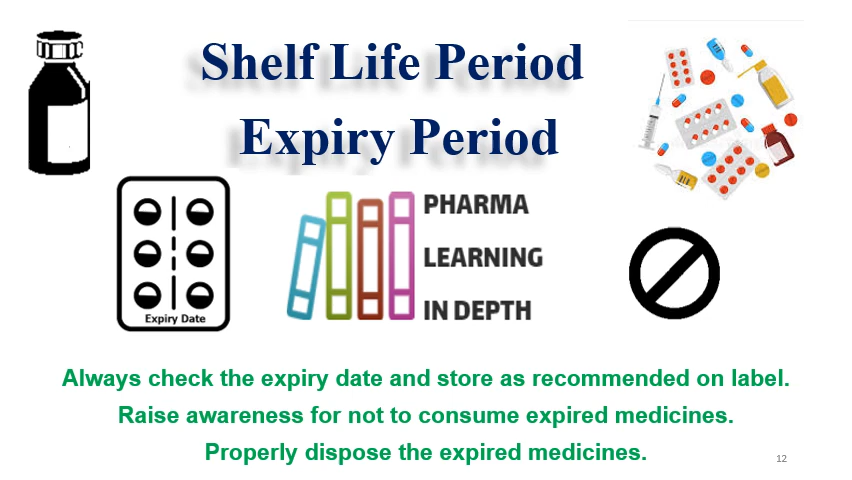 Shelf Life Period
Expiry Period
Expiry Date
PHARMA
LEARNING
IN DEPTH
Always check the expiry date and store as recommended on label.
Raise awareness for not to consume expired medicines.
Properly dispose the expired medicines.
12